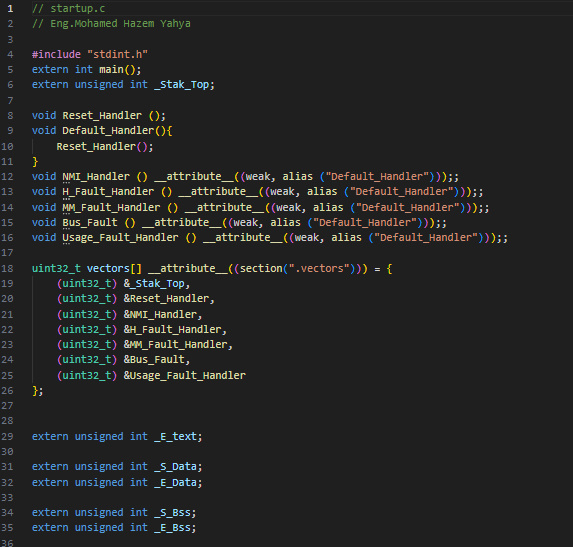 1 // startup.c
2 // Eng.Mohamed Hazem Yahya
3
4 #include "stdint.h"
5 extern int main();
6 extern unsigned int _Stak_Top;
7
8 void Reset_Handler ();
9 void Default_Handler(){
10     Reset_Handler();
11 }
12 void NMI_Handler () __attribute__((weak, alias ("Default_Handler")));;
13 void H_Fault_Handler () __attribute__((weak, alias ("Default_Handler")));;
14 void MM_Fault_Handler () __attribute__((weak, alias ("Default_Handler")));;
15 void Bus_Fault () __attribute__((weak, alias ("Default_Handler")));;
16 void Usage_Fault_Handler () __attribute__((weak, alias ("Default_Handler")));;
17
18 uint32_t vectors[] __attribute__((section(".vectors"))) = {
19     (uint32_t) &_Stak_Top,
20     (uint32_t) &Reset_Handler,
21     (uint32_t) &NMI_Handler,
22     (uint32_t) &H_Fault_Handler,
23     (uint32_t) &MM_Fault_Handler,
24     (uint32_t) &Bus_Fault,
25     (uint32_t) &Usage_Fault_Handler
26 };
27
28
29 extern unsigned int _E_text;
30
31 extern unsigned int _S_Data;
32 extern unsigned int _E_Data;
33
34 extern unsigned int _S_Bss;
35 extern unsigned int _E_Bss;
36